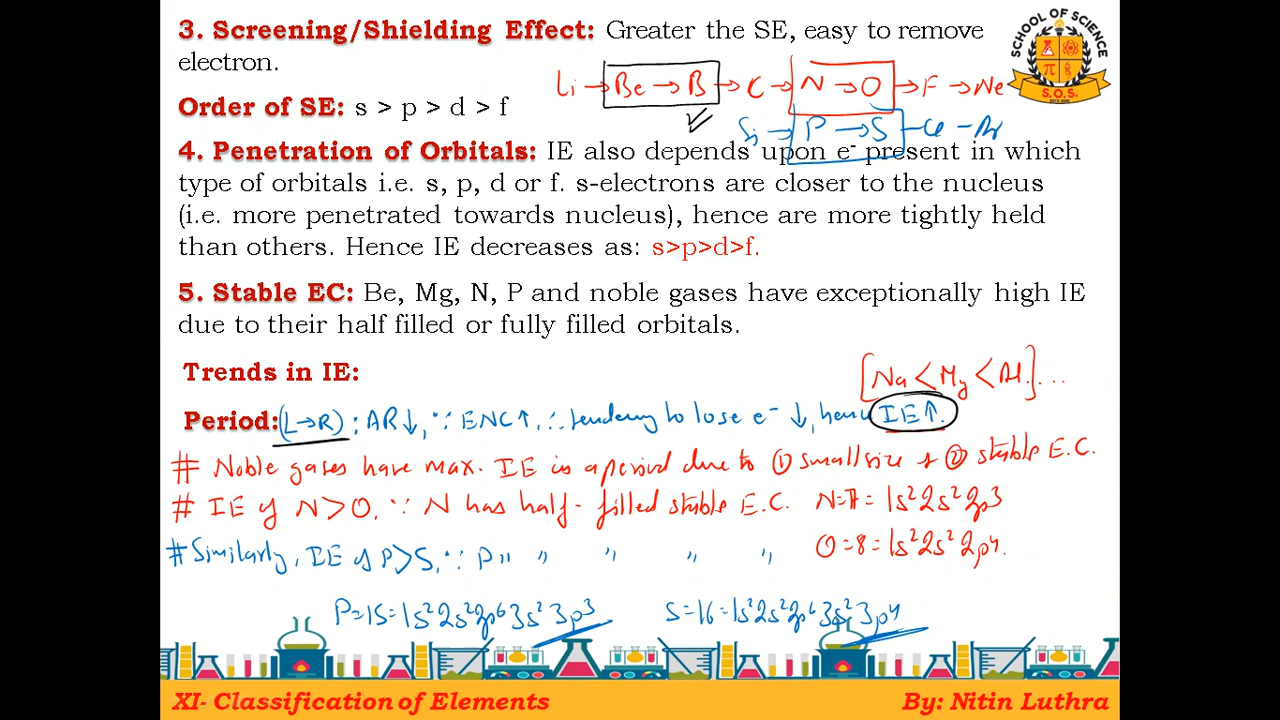 3. Screening/Shielding Effect: Greater the SE, easy to remove
electron.
Li → Be → B → C → N → O → F → Ne
Order of SE: s > p > d > f
Si → P → S – Cl – Ar
SCHOOL OF SCIENCE
S.O.S.
4. Penetration of Orbitals: IE also depends upon e⁻ present in which
type of orbitals i.e. s, p, d or f. s-electrons are closer to the nucleus
(i.e. more penetrated towards nucleus), hence are more tightly held
than others. Hence IE decreases as: s>p>d>f.
5. Stable EC: Be, Mg, N, P and noble gases have exceptionally high IE
due to their half filled or fully filled orbitals.
Trends in IE:
[Na < Mg < Al]...
Period: (L→R): AR↓, ∵ ENC↑, ∴ tendency to lose e⁻ ↓, hence IE↑.
# Noble gases have max. IE in a period due to ① small size & ② stable E.C.
# IE of N > O, ∵ N has half-filled stable E.C. N=7=1s²2s²2p³
O=8=1s²2s²2p⁴.
# Similarly, IE of P > S, ∵ P " " " " "
P=15=1s²2s²2p⁶3s²3p³ S=16=1s²2s²2p⁶3s²3p⁴
XI- Classification of Elements By: Nitin Luthra